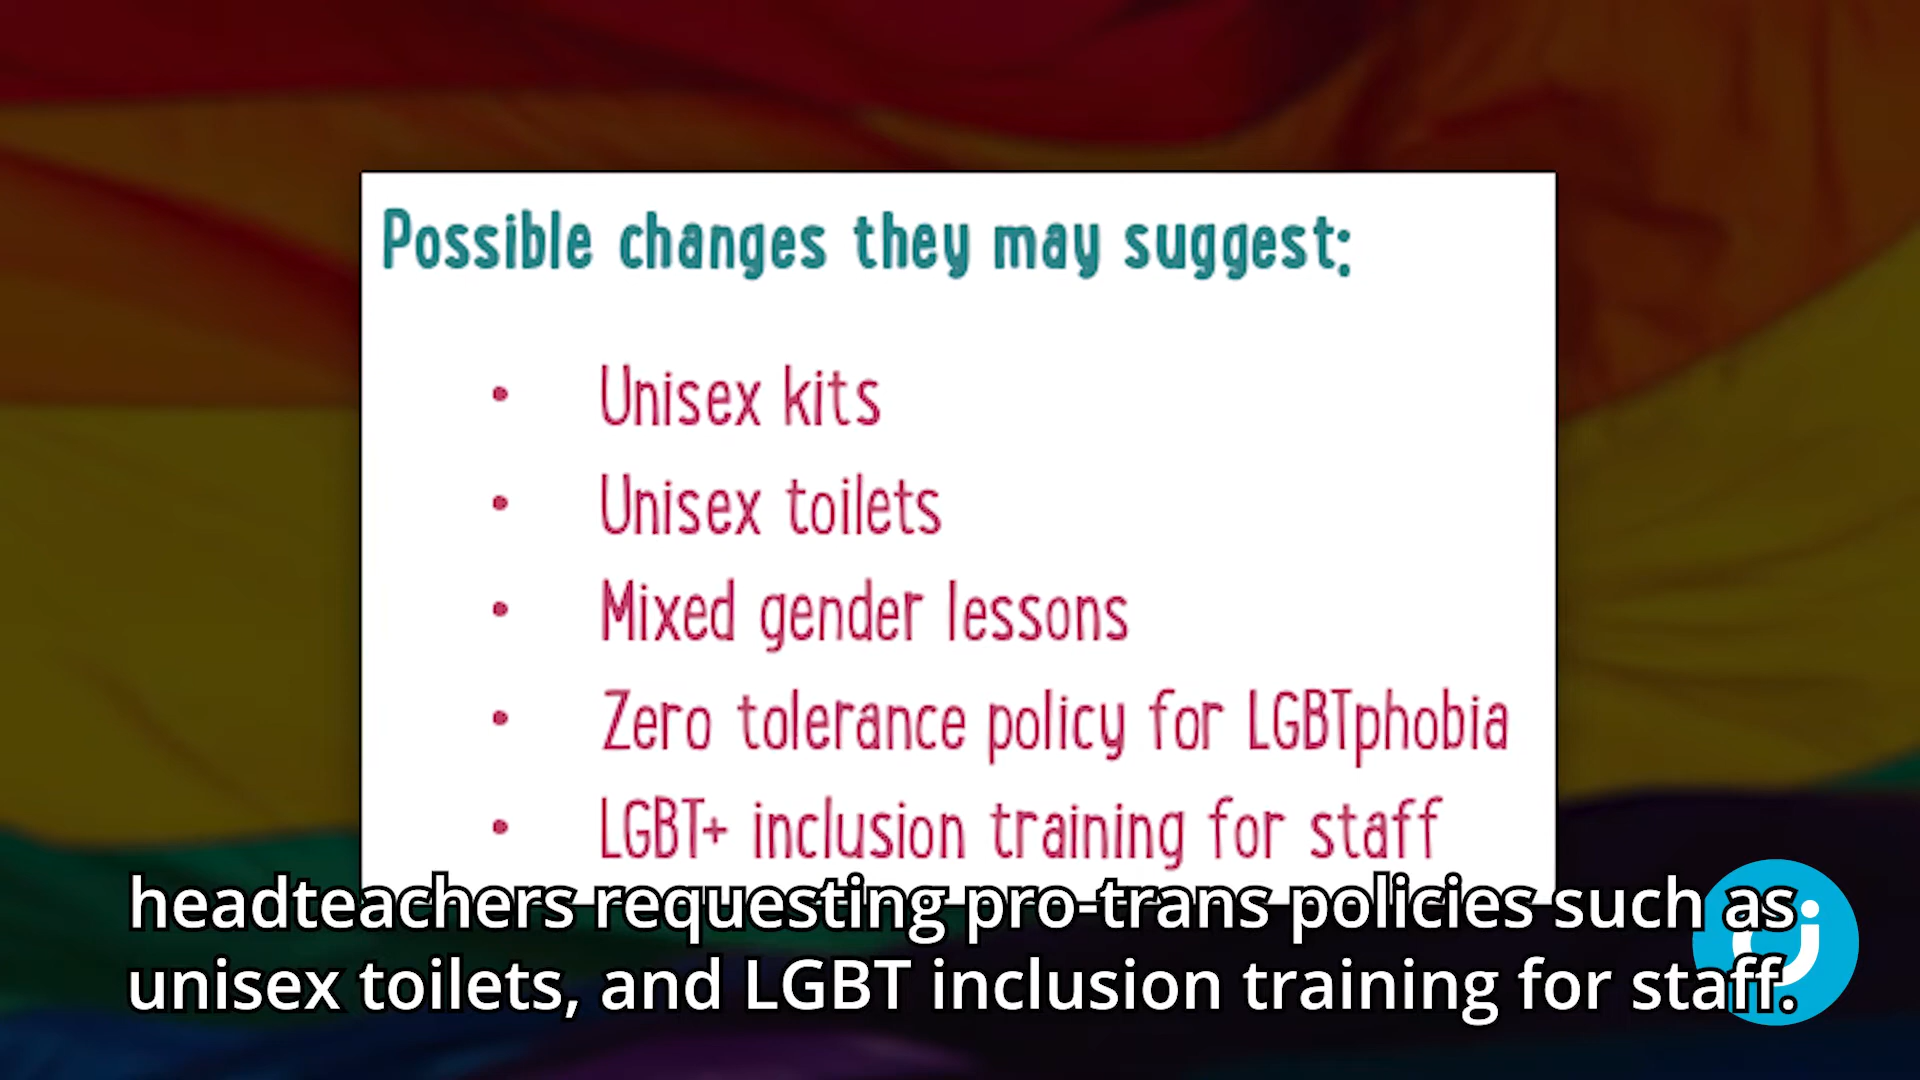 Possible changes they may suggest:
• Unisex kits
• Unisex toilets
• Mixed gender lessons
• Zero tolerance policy for LGBTphobia
• LGBT+ inclusion training for staff
headteachers requesting pro-trans policies such as
unisex toilets, and LGBT inclusion training for staff.